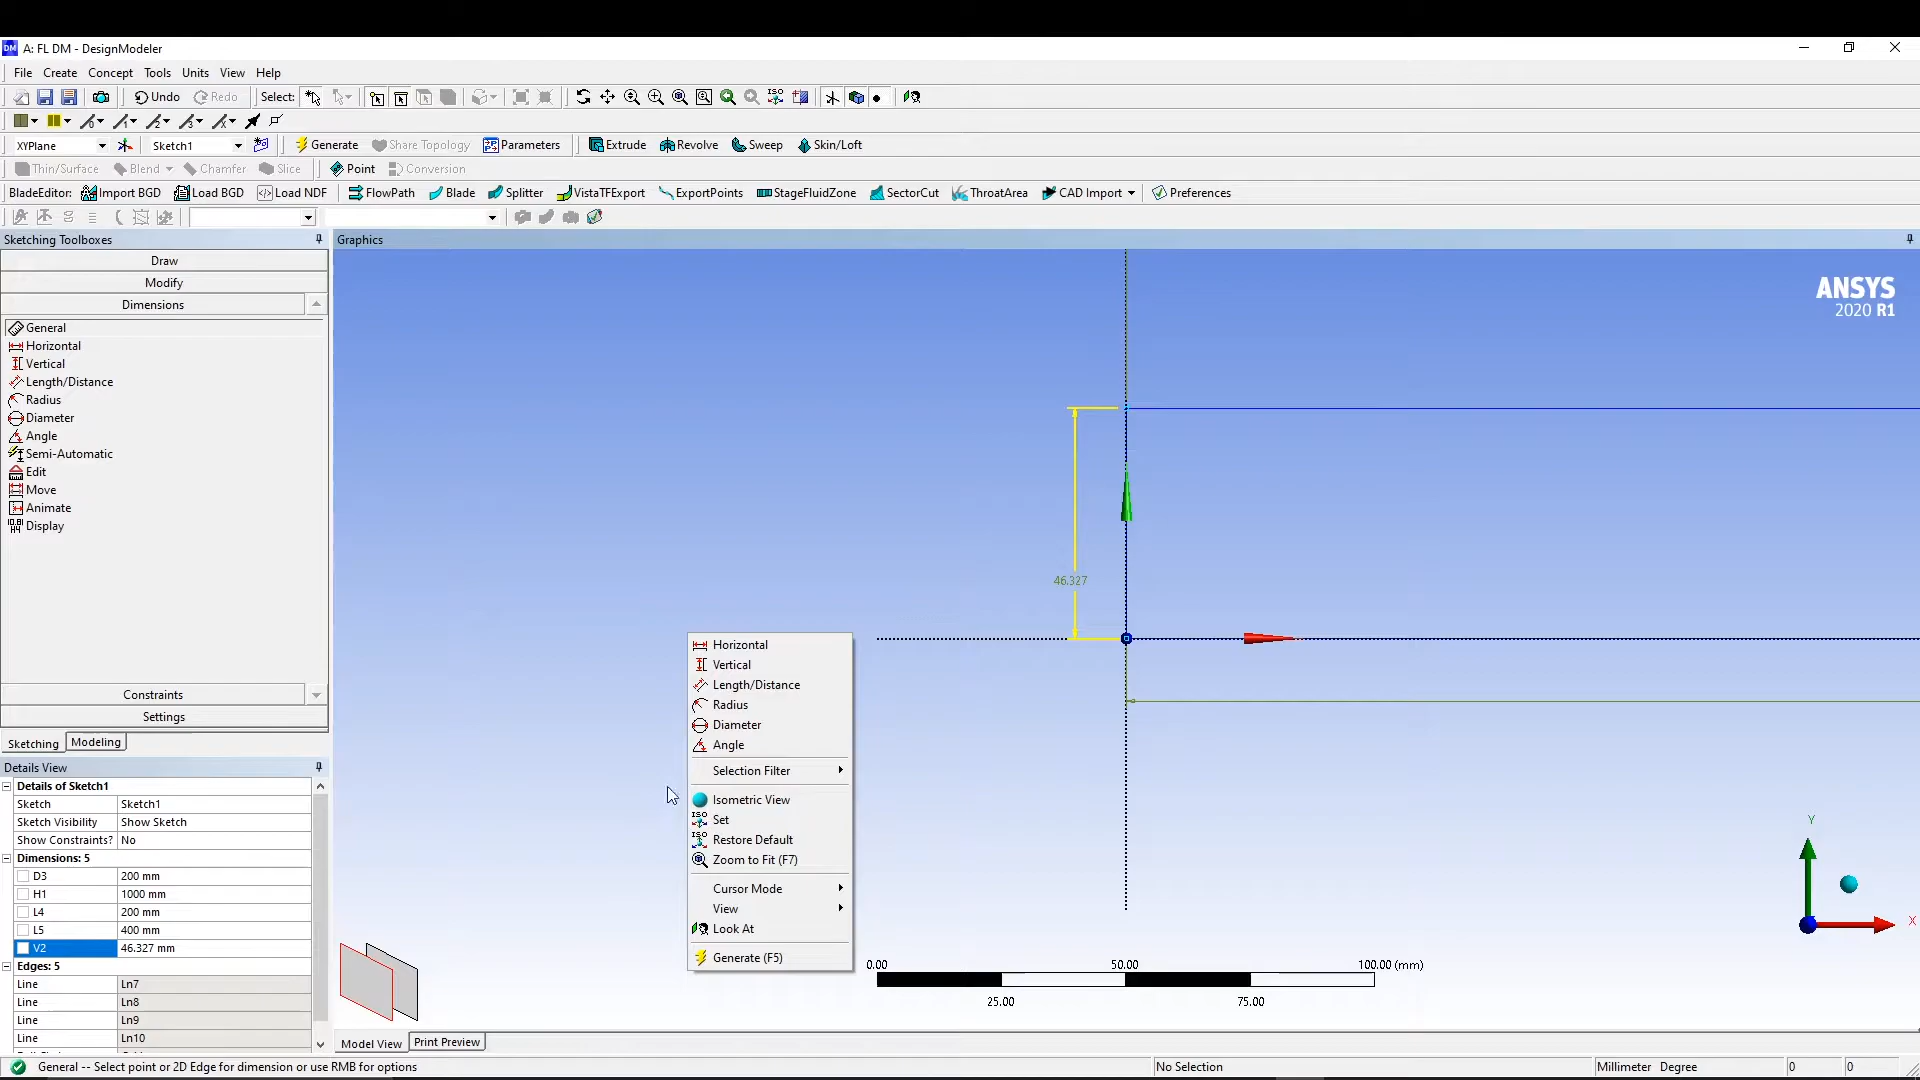 A: FL DM - DesignModeler
File Create Concept Tools Units View Help
Undo Redo Select: ISO
XYPlane Sketch1 Generate Share Topology Parameters Extrude Revolve Sweep Skin/Loft
Thin/Surface Blend Chamfer Slice Point Conversion
BladeEditor: Import BGD Load BGD Load NDF FlowPath Blade Splitter VistaTFExport ExportPoints StageFluidZone SectorCut ThroatArea CAD Import Preferences
Sketching Toolboxes
Draw
Modify
Dimensions
General
Horizontal
Vertical
Length/Distance
Radius
Diameter
Angle
Semi-Automatic
Edit
Move
Animate
Display
Constraints
Settings
Sketching Modeling
Details View
Details of Sketch1
Sketch Sketch1
Sketch Visibility Show Sketch
Show Constraints? No
Dimensions: 5
D3 200 mm
H1 1000 mm
L4 200 mm
L5 400 mm
V2 46.327 mm
Edges: 5
Line Ln7
Line Ln8
Line Ln9
Line Ln10
Graphics
ANSYS
2020 R1
46.327
Horizontal
Vertical
Length/Distance
Radius
Diameter
Angle
Selection Filter
Isometric View
ISO Set
ISO Restore Default
Zoom to Fit (F7)
Cursor Mode
View
Look At
Generate (F5)
0.00 50.00 100.00 (mm)
25.00 75.00
Y
X
Model View Print Preview
General -- Select point or 2D Edge for dimension or use RMB for options No Selection Millimeter Degree 0 0